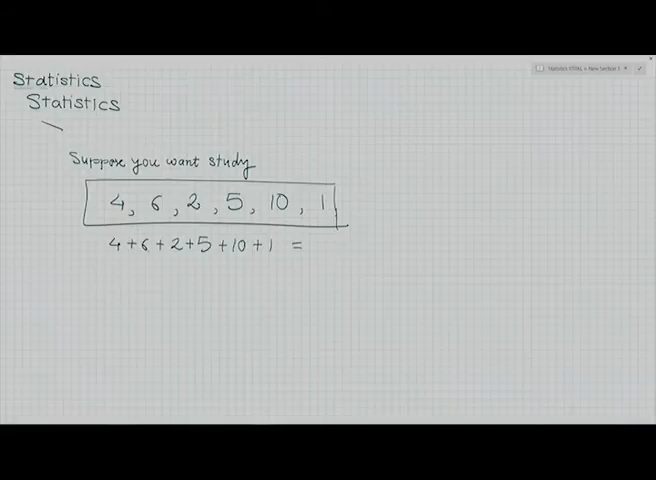 Statistics
Statistics
Suppose you want study
4, 6, 2, 5, 10, 1
4+6+2+5+10+1 =